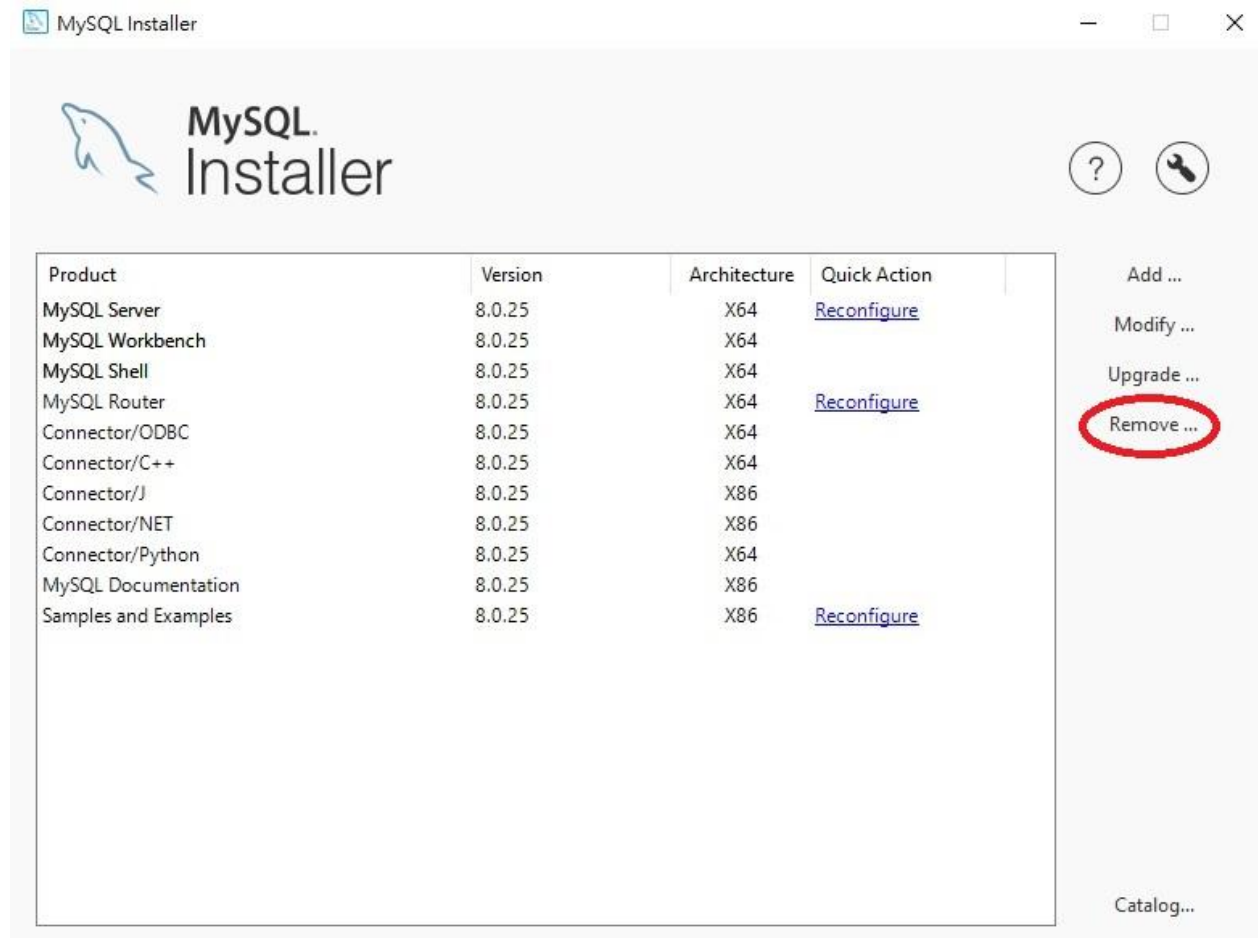 MySQL Installer
MySQL.
Installer
?
Product Version Architecture Quick Action
MySQL Server 8.0.25 X64 Reconfigure
MySQL Workbench 8.0.25 X64
MySQL Shell 8.0.25 X64
MySQL Router 8.0.25 X64 Reconfigure
Connector/ODBC 8.0.25 X64
Connector/C++ 8.0.25 X64
Connector/J 8.0.25 X86
Connector/NET 8.0.25 X86
Connector/Python 8.0.25 X64
MySQL Documentation 8.0.25 X86
Samples and Examples 8.0.25 X86 Reconfigure
Add ...
Modify ...
Upgrade ...
Remove ...
Catalog...